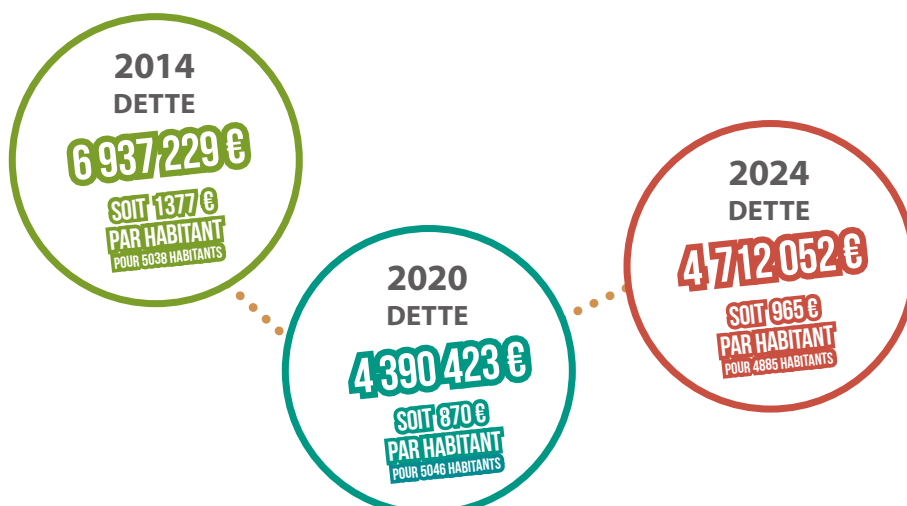 2014
DETTE
6 937 229 €
SOIT 1377 €
PAR HABITANT
POUR 5038 HABITANTS
2020
DETTE
4 390 423 €
SOIT 870 €
PAR HABITANT
POUR 5046 HABITANTS
2024
DETTE
4 712 052 €
SOIT 965 €
PAR HABITANT
POUR 4885 HABITANTS